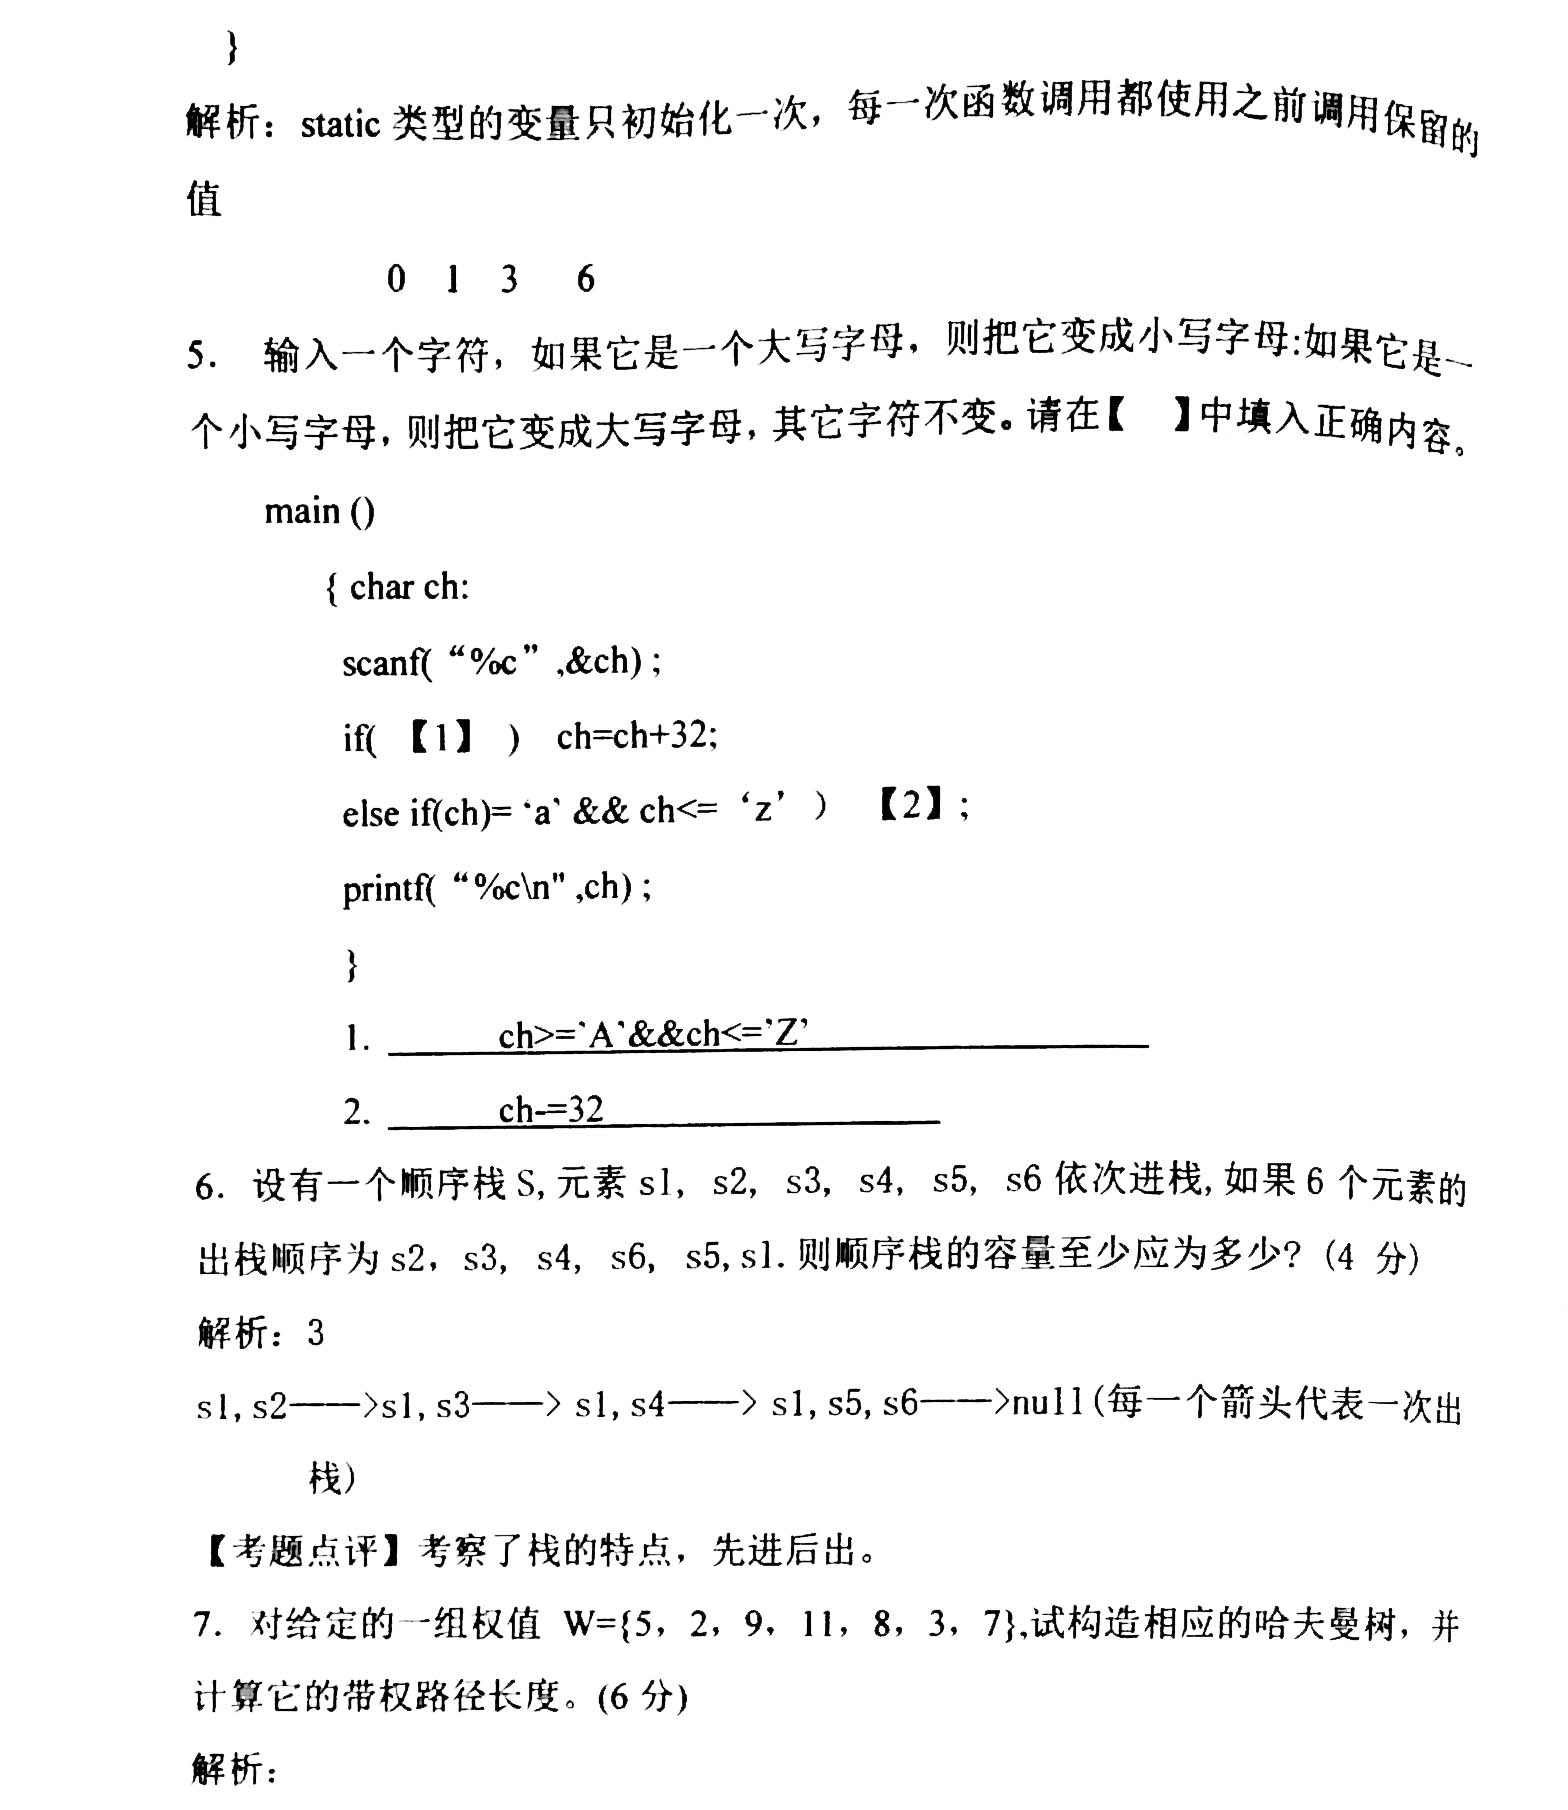 }
解析：static 类型的变量只初始化一次，每一次函数调用都使用之前调用保留的
值
0 1 3 6
5. 输入一个字符，如果它是一个大写字母，则把它变成小写字母:如果它是一
个小写字母，则把它变成大写字母，其它字符不变。请在【 】中填入正确内容。
main ()
{ char ch:
scanf( “%c” ,&ch) ;
if( 【1】 ) ch=ch+32;
else if(ch)= ‘a‵ && ch<= ‘z’ ) 【2】;
printf( “%c\n" ,ch) ;
}
1. ch>=‵A‵&&ch<=’Z’
2. ch-=32
6. 设有一个顺序栈 S, 元素 s1, s2, s3, s4, s5, s6 依次进栈, 如果 6 个元素的
出栈顺序为 s2, s3, s4, s6, s5, s1. 则顺序栈的容量至少应为多少? (4 分)
解析：3
s1, s2——>s1, s3——> s1, s4——> s1, s5, s6——>null (每一个箭头代表一次出
栈)
【考题点评】考察了栈的特点，先进后出。
7. 对给定的一组权值 W={5，2，9，11，8，3，7},试构造相应的哈夫曼树，并
计算它的带权路径长度。(6 分)
解析：